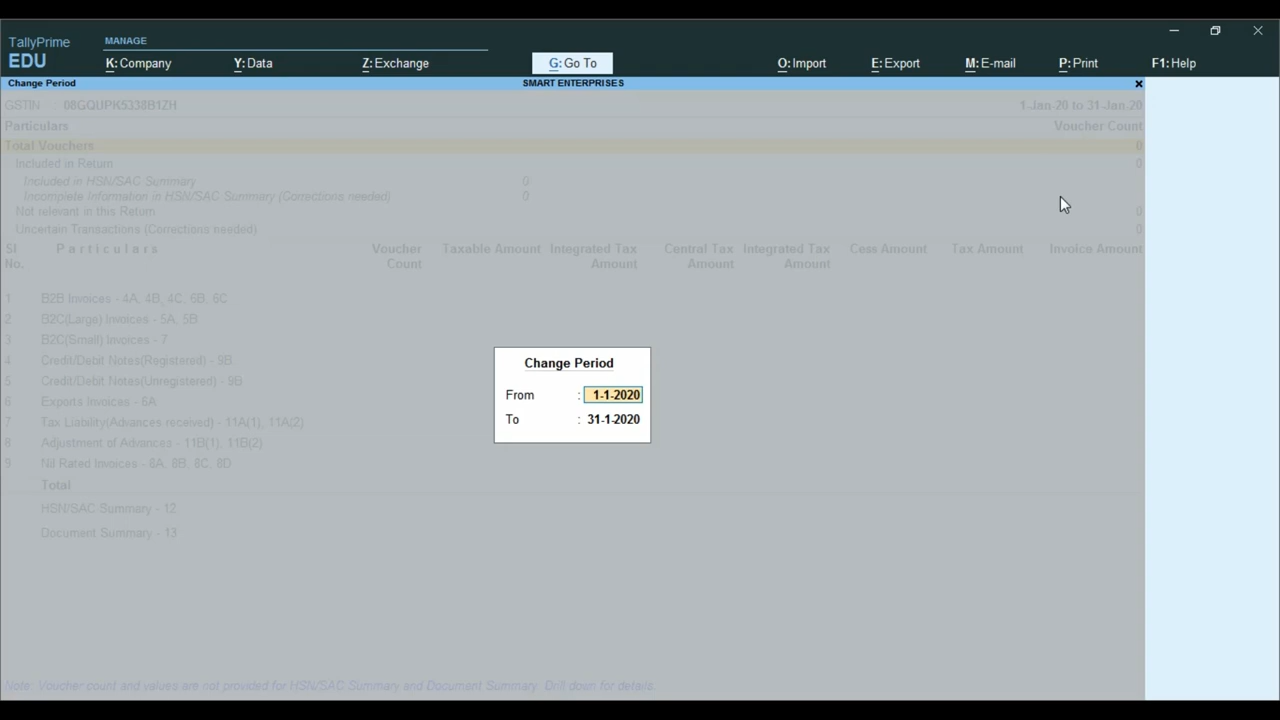 TallyPrime
EDU
MANAGE
K: Company
Y: Data
Z: Exchange
G: Go To
O: Import
E: Export
M: E-mail
P: Print
F1: Help
Change Period
SMART ENTERPRISES
GSTIN : 08GQUPK5338B1ZH
1-Jan-20 to 31-Jan-20
Particulars Voucher Count
Total Vouchers 0
Included in Return 0
Included in HSN/SAC Summary 0
Incomplete Information in HSN/SAC Summary (Corrections needed) 0
Not relevant in this Return 0
Uncertain Transactions (Corrections needed) 0
Sl Particulars Voucher Taxable Amount Integrated Tax Central Tax Integrated Tax Cess Amount Tax Amount Invoice Amount
No. Count Amount Amount Amount
1 B2B Invoices - 4A, 4B, 4C, 6B, 6C
2 B2C(Large) Invoices - 5A, 5B
3 B2C(Small) Invoices - 7
4 Credit/Debit Notes(Registered) - 9B
5 Credit/Debit Notes(Unregistered) - 9B
6 Exports Invoices - 6A
7 Tax Liability(Advances received) - 11A(1), 11A(2)
8 Adjustment of Advances - 11B(1), 11B(2)
9 Nil Rated Invoices - 8A, 8B, 8C, 8D
Total
HSN/SAC Summary - 12
Document Summary - 13
Change Period
From : 1-1-2020
To : 31-1-2020
Note: Voucher count and values are not provided for HSN/SAC Summary and Document Summary. Drill down for details.